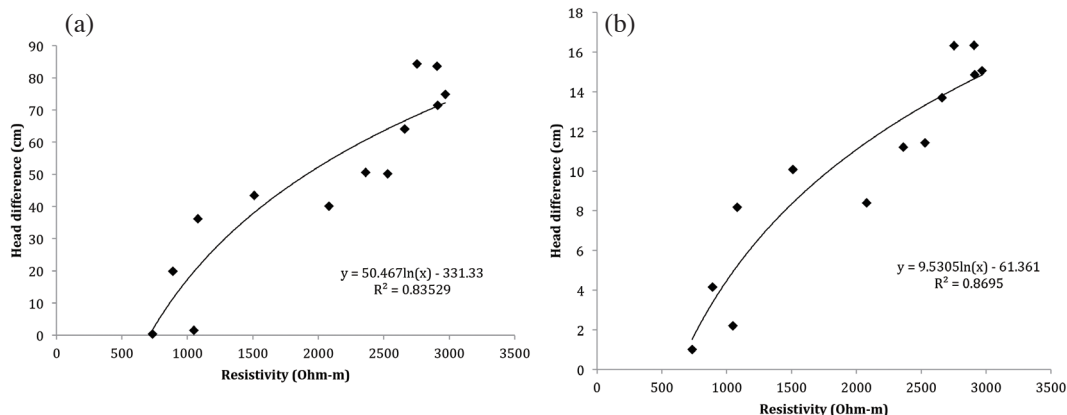 (a)
90
80
70
60
50
40
30
20
10
0
Head difference (cm)
y = 50.467ln(x) - 331.33
R² = 0.83529
0 500 1000 1500 2000 2500 3000 3500
Resistivity (Ohm-m)
(b)
18
16
14
12
10
8
6
4
2
0
Head difference (cm)
y = 9.5305ln(x) - 61.361
R² = 0.8695
0 500 1000 1500 2000 2500 3000 3500
Resistivity (Ohm-m)